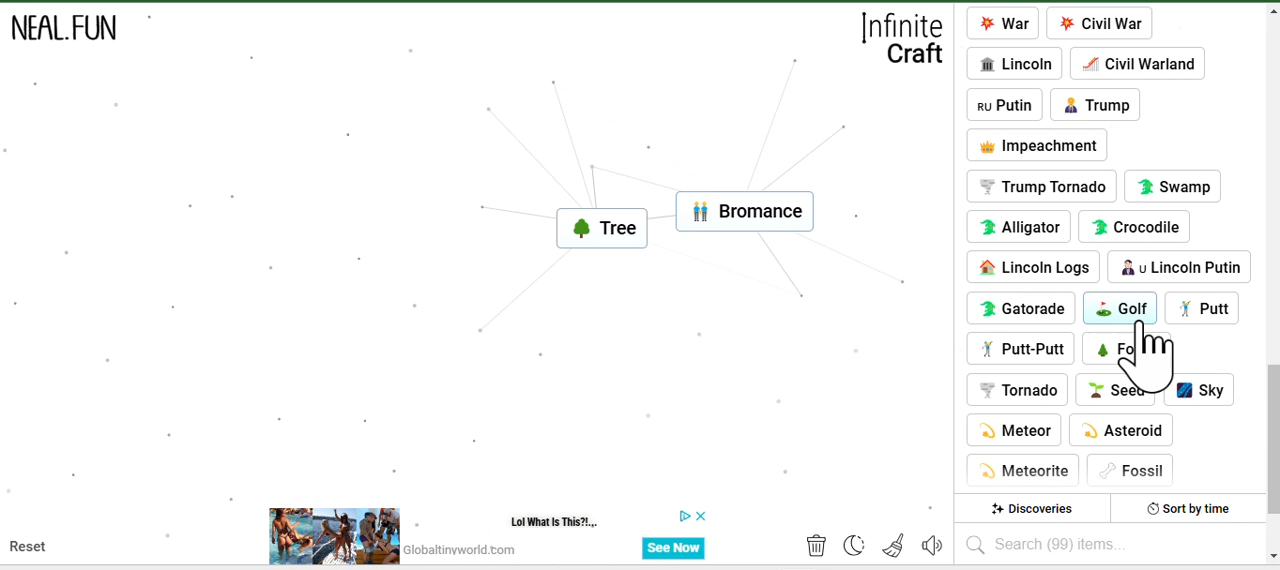 NEAL.FUN
Infinite
Craft
Tree
Bromance
War Civil War
Lincoln Civil Warland
RU Putin Trump
Impeachment
Trump Tornado Swamp
Alligator Crocodile
Lincoln Logs U Lincoln Putin
Gatorade Golf Putt
Putt-Putt
Tornado Seed Sky
Meteor Asteroid
Meteorite Fossil
Discoveries Sort by time
Search (99) items...
Reset
Lol What Is This?!...
Globaltinyworld.com
See Now